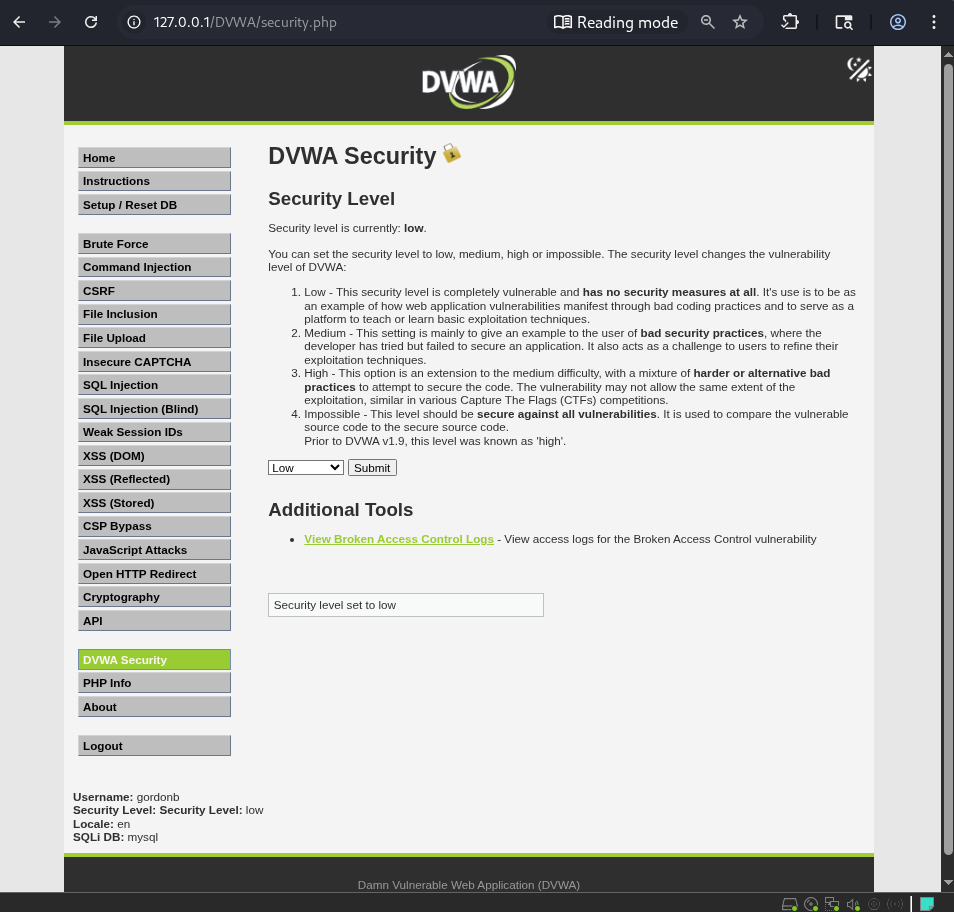 127.0.0.1/DVWA/security.php
Reading mode
DVWA
Home
Instructions
Setup / Reset DB
Brute Force
Command Injection
CSRF
File Inclusion
File Upload
Insecure CAPTCHA
SQL Injection
SQL Injection (Blind)
Weak Session IDs
XSS (DOM)
XSS (Reflected)
XSS (Stored)
CSP Bypass
JavaScript Attacks
Open HTTP Redirect
Cryptography
API
DVWA Security
PHP Info
About
Logout
DVWA Security
Security Level
Security level is currently: low.
You can set the security level to low, medium, high or impossible. The security level changes the vulnerability
level of DVWA:
1. Low - This security level is completely vulnerable and has no security measures at all. It's use is to be as
an example of how web application vulnerabilities manifest through bad coding practices and to serve as a
platform to teach or learn basic exploitation techniques.
2. Medium - This setting is mainly to give an example to the user of bad security practices, where the
developer has tried but failed to secure an application. It also acts as a challenge to users to refine their
exploitation techniques.
3. High - This option is an extension to the medium difficulty, with a mixture of harder or alternative bad
practices to attempt to secure the code. The vulnerability may not allow the same extent of the
exploitation, similar in various Capture The Flags (CTFs) competitions.
4. Impossible - This level should be secure against all vulnerabilities. It is used to compare the vulnerable
source code to the secure source code.
Prior to DVWA v1.9, this level was known as 'high'.
Low Submit
Additional Tools
• View Broken Access Control Logs - View access logs for the Broken Access Control vulnerability
Security level set to low
Username: gordonb
Security Level: Security Level: low
Locale: en
SQLi DB: mysql
Damn Vulnerable Web Application (DVWA)